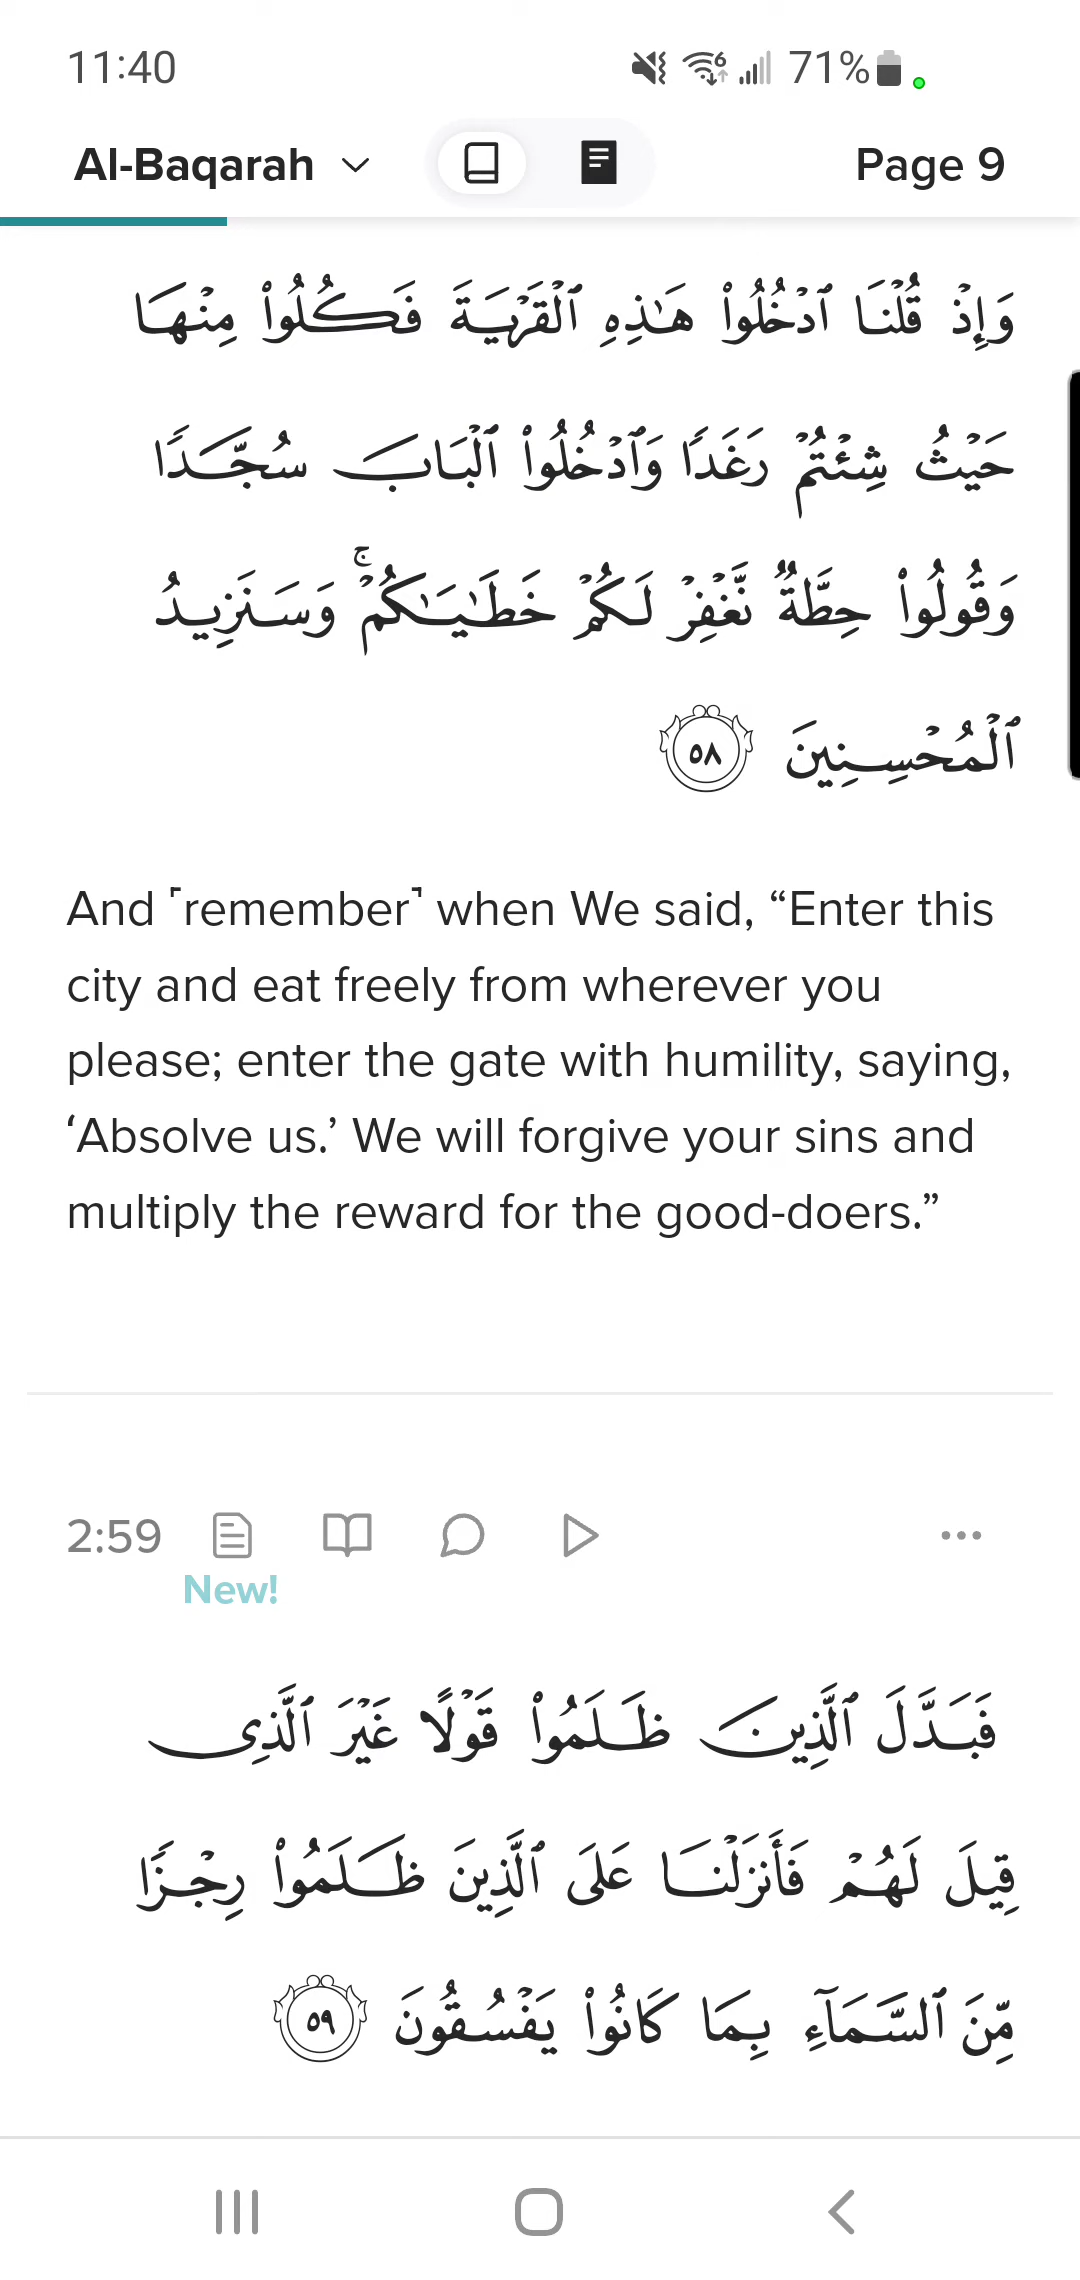 11:40 6 71%
Al-Baqarah Page 9
وَإِذْ قُلْنَا ٱدْخُلُوا۟ هَـٰذِهِ ٱلْقَرْيَةَ فَكُلُوا۟ مِنْهَا
حَيْثُ شِئْتُمْ رَغَدًا وَٱدْخُلُوا۟ ٱلْبَابَ سُجَّدًا
وَقُولُوا۟ حِطَّةٌ نَّغْفِرْ لَكُمْ خَطَـٰيَـٰكُمْ ۚ وَسَنَزِيدُ
ٱلْمُحْسِنِينَ ٥٨
And ˹remember˺ when We said, “Enter this
city and eat freely from wherever you
please; enter the gate with humility, saying,
‘Absolve us.’ We will forgive your sins and
multiply the reward for the good-doers.”
2:59
New!
فَبَدَّلَ ٱلَّذِينَ ظَلَمُوا۟ قَوْلًا غَيْرَ ٱلَّذِى
قِيلَ لَهُمْ فَأَنزَلْنَا عَلَى ٱلَّذِينَ ظَلَمُوا۟ رِجْزًا
مِّنَ ٱلسَّمَآءِ بِمَا كَانُوا۟ يَفْسُقُونَ ٥٩